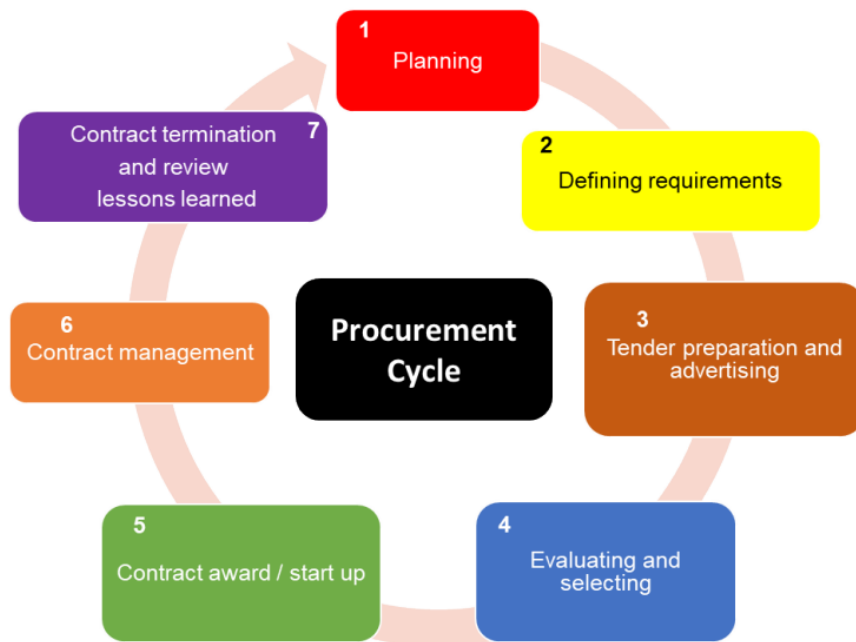 1
Planning
2
Defining requirements
3
Tender preparation and
advertising
4
Evaluating and
selecting
5
Contract award / start up
6
Contract management
7
Contract termination
and review
lessons learned
Procurement
Cycle